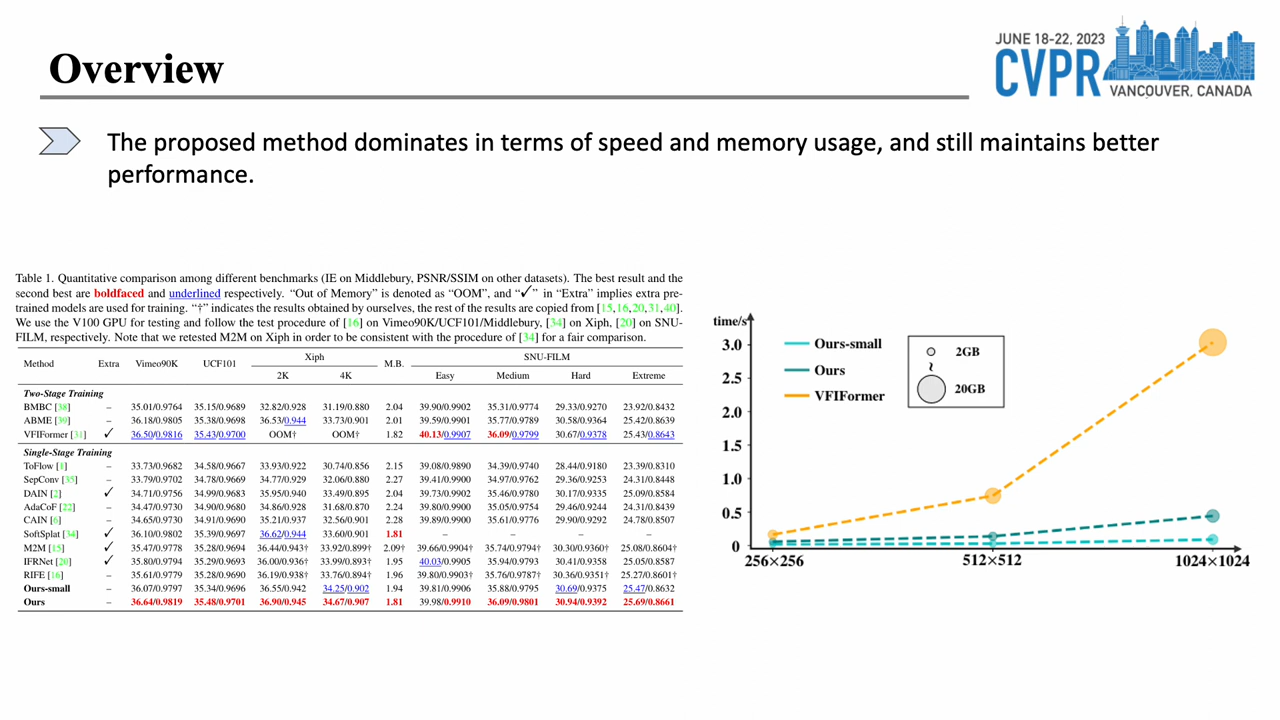 Overview
JUNE 18-22, 2023
CVPR
VANCOUVER, CANADA
The proposed method dominates in terms of speed and memory usage, and still maintains better
performance.
Table 1. Quantitative comparison among different benchmarks (IE on Middlebury, PSNR/SSIM on other datasets). The best result and the
second best are boldfaced and underlined respectively. “Out of Memory” is denoted as “OOM”, and “✓” in “Extra” implies extra pre-
trained models are used for training. “†” indicates the results obtained by ourselves, the rest of the results are copied from [15,16,20,31,40].
We use the V100 GPU for testing and follow the test procedure of [16] on Vimeo90K/UCF101/Middlebury, [34] on Xiph, [20] on SNU-
FILM, respectively. Note that we retested M2M on Xiph in order to be consistent with the procedure of [34] for a fair comparison.
Method Extra Vimeo90K UCF101 Xiph M.B. SNU-FILM
2K 4K Easy Medium Hard Extreme
Two-Stage Training
BMBC [38] – 35.01/0.9764 35.15/0.9689 32.82/0.928 31.19/0.880 2.04 39.90/0.9902 35.31/0.9774 29.33/0.9270 23.92/0.8432
ABME [39] – 36.18/0.9805 35.38/0.9698 36.53/0.944 33.73/0.901 2.01 39.59/0.9901 35.77/0.9789 30.58/0.9364 25.42/0.8639
VFIFormer [31] ✓ 36.50/0.9816 35.43/0.9700 OOM† OOM† 1.82 40.13/0.9907 36.09/0.9799 30.67/0.9378 25.43/0.8643
Single-Stage Training
ToFlow [1] – 33.73/0.9682 34.58/0.9667 33.93/0.922 30.74/0.856 2.15 39.08/0.9890 34.39/0.9740 28.44/0.9180 23.39/0.8310
SepConv [35] – 33.79/0.9702 34.78/0.9669 34.77/0.929 32.06/0.880 2.27 39.41/0.9900 34.97/0.9762 29.36/0.9253 24.31/0.8448
DAIN [2] ✓ 34.71/0.9756 34.99/0.9683 35.95/0.940 33.49/0.895 2.04 39.73/0.9902 35.46/0.9780 30.17/0.9335 25.09/0.8584
AdaCoF [22] – 34.47/0.9730 34.90/0.9680 34.86/0.928 31.68/0.870 2.24 39.80/0.9900 35.05/0.9754 29.46/0.9244 24.31/0.8439
CAIN [6] – 34.65/0.9730 34.91/0.9690 35.21/0.937 32.56/0.901 2.28 39.89/0.9900 35.61/0.9776 29.90/0.9292 24.78/0.8507
SoftSplat [34] ✓ 36.10/0.9802 35.39/0.9697 36.62/0.944 33.60/0.901 1.81 – – – –
M2M [15] ✓ 35.47/0.9778 35.28/0.9694 36.44/0.943† 33.92/0.899† 2.09† 39.66/0.9904† 35.74/0.9794† 30.30/0.9360† 25.08/0.8604†
IFRNet [20] ✓ 35.80/0.9794 35.29/0.9693 36.00/0.936† 33.99/0.893† 1.95 40.03/0.9905 35.94/0.9793 30.41/0.9358 25.05/0.8587
RIFE [16] – 35.61/0.9779 35.28/0.9690 36.19/0.938† 33.76/0.894† 1.96 39.80/0.9903† 35.76/0.9787† 30.36/0.9351† 25.27/0.8601†
Ours-small – 36.07/0.9797 35.34/0.9696 36.55/0.942 34.25/0.902 1.94 39.81/0.9906 35.88/0.9795 30.69/0.9375 25.47/0.8632
Ours – 36.64/0.9819 35.48/0.9701 36.90/0.945 34.67/0.907 1.81 39.98/0.9910 36.09/0.9801 30.94/0.9392 25.69/0.8661
time/s
3.0
2.5
2.0
1.5
1.0
0.5
0
Ours-small
Ours
VFIFormer
2GB
~
20GB
256×256 512×512 1024×1024